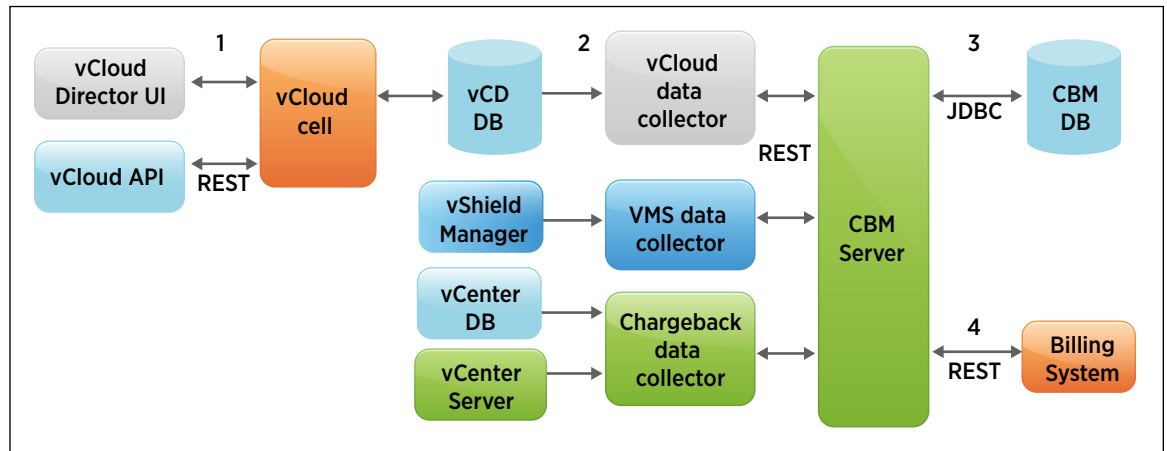 1
vCloud
Director UI
vCloud API
REST
vCloud
cell
vCD
DB
2
vCloud
data
collector
REST
vShield
Manager
VMS data
collector
vCenter
DB
vCenter
Server
Chargeback
data
collector
CBM
Server
3
JDBC
CBM
DB
4
REST
Billing
System